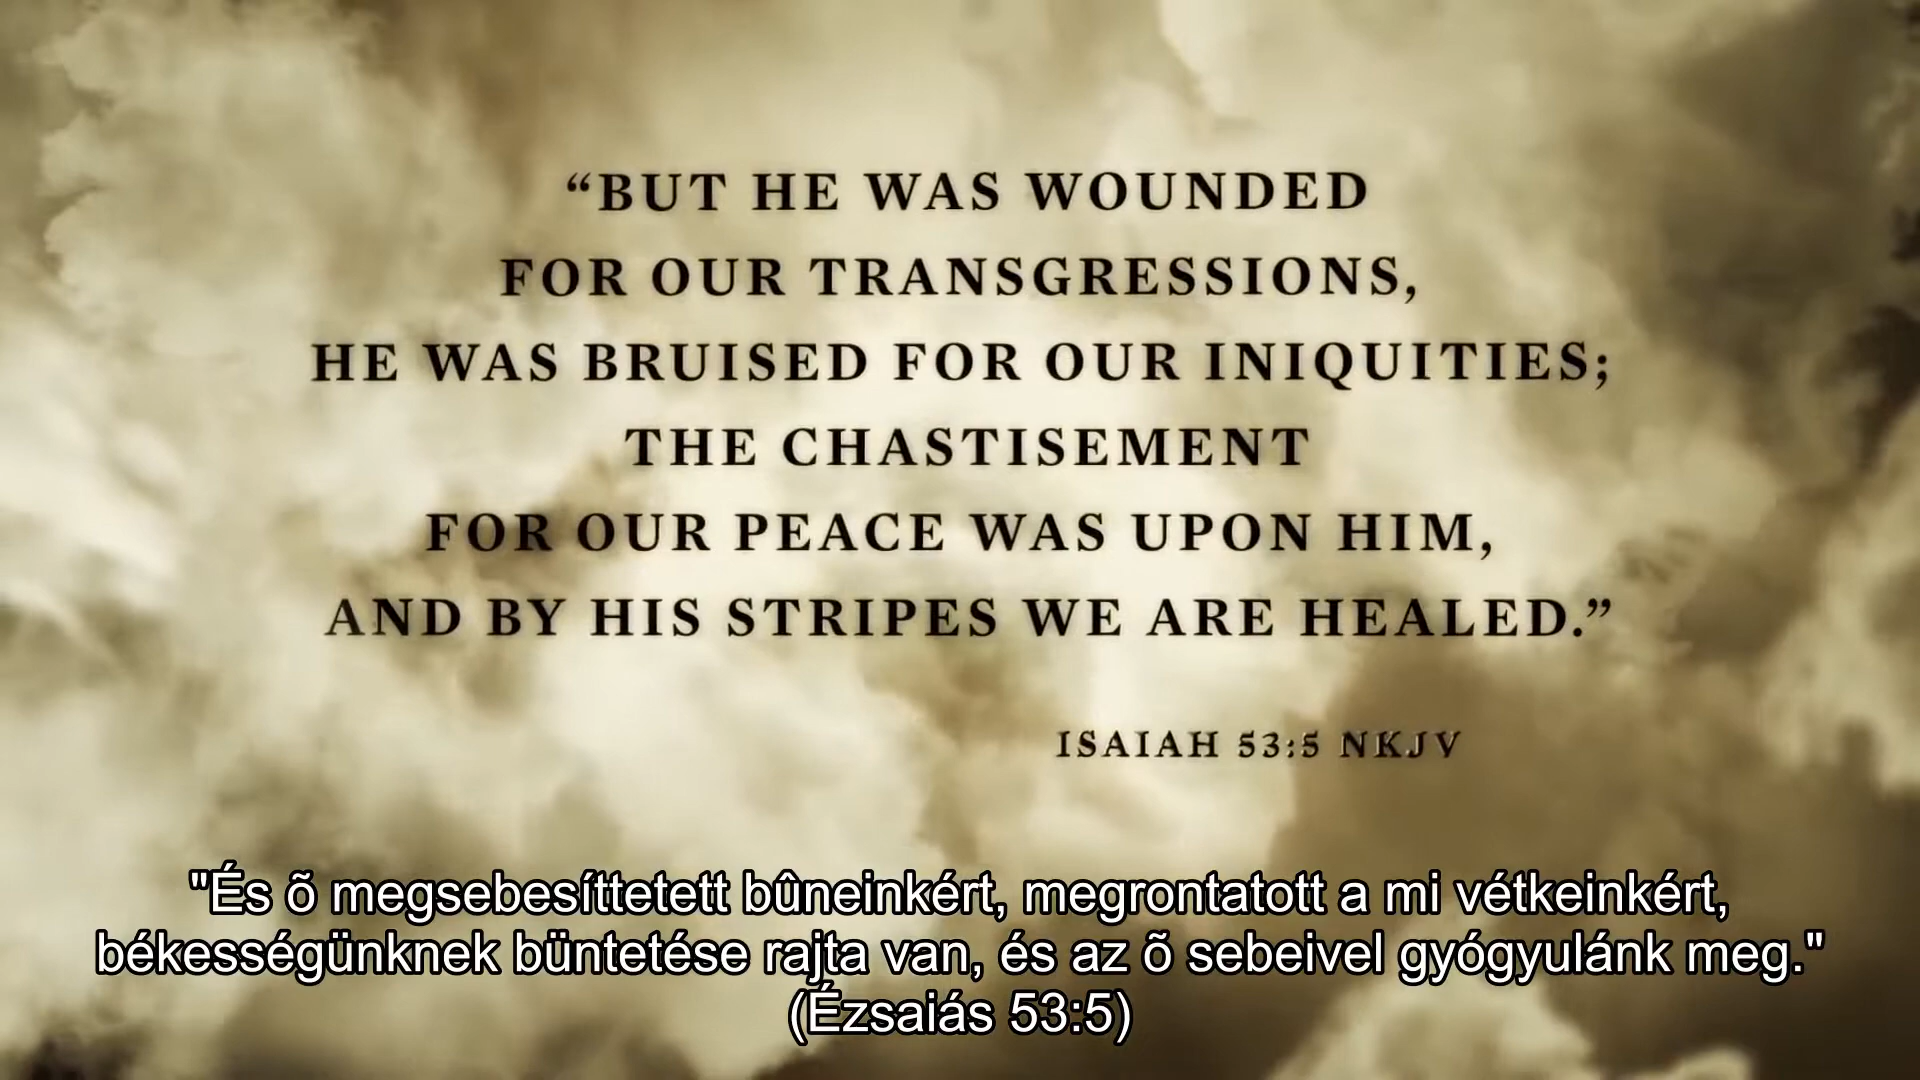 “BUT HE WAS WOUNDED
FOR OUR TRANSGRESSIONS,
HE WAS BRUISED FOR OUR INIQUITIES;
THE CHASTISEMENT
FOR OUR PEACE WAS UPON HIM,
AND BY HIS STRIPES WE ARE HEALED.”
ISAIAH 53:5 NKJV
"És õ megsebesíttetett bûneinkért, megrontatott a mi vétkeinkért,
békességünknek büntetése rajta van, és az õ sebeivel gyógyulánk meg."
(Ézsaiás 53:5)